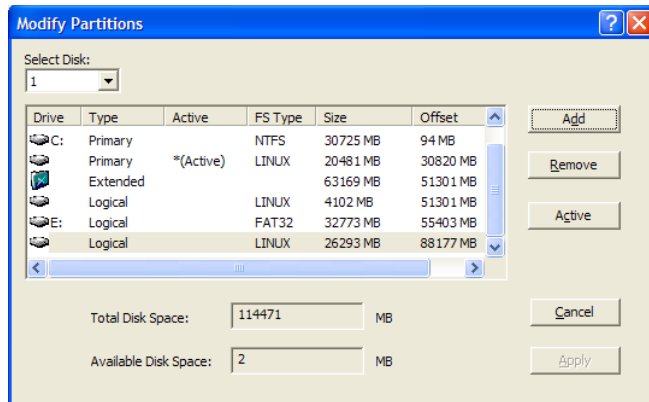 Modify Partitions
Select Disk:
1
Drive Type Active FS Type Size Offset
C: Primary NTFS 30725 MB 94 MB
Primary *(Active) LINUX 20481 MB 30820 MB
Extended 63169 MB 51301 MB
Logical LINUX 4102 MB 51301 MB
E: Logical FAT32 32773 MB 55403 MB
Logical LINUX 26293 MB 88177 MB
Add
Remove
Active
Total Disk Space: 114471 MB
Cancel
Available Disk Space: 2 MB
Apply